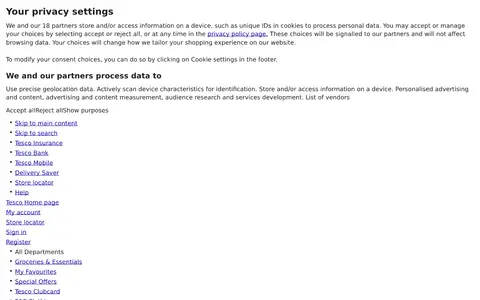 Your privacy settings
We and our 18 partners store and/or access information on a device, such as unique IDs in cookies to process personal data. You may accept or manage
your choices by selecting accept or reject all, or at any time in the privacy policy page. These choices will be signaled to our partners and will not affect
browsing data. Your choices will change how we tailor your shopping experience on our website.
To modify your consent choices, you can do so by clicking on Cookie settings in the footer.
We and our partners process data to
Use precise geolocation data. Actively scan device characteristics for identification. Store and/or access information on a device. Personalised advertising
and content, advertising and content measurement, audience research and services development. List of vendors
Accept allReject allShow purposes
• Skip to main content
• Skip to search
• Tesco Insurance
• Tesco Bank
• Tesco Mobile
• Delivery Saver
• Store locator
• Help
Tesco Home page
My account
Store locator
Sign in
Register
• All Departments
• Groceries & Essentials
• My Favourites
• Special Offers
• Tesco Clubcard